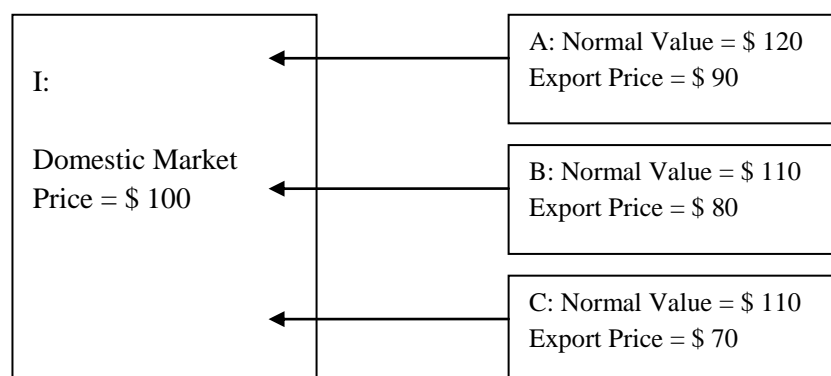 I:
Domestic Market
Price = $ 100
A: Normal Value = $ 120
Export Price = $ 90
B: Normal Value = $ 110
Export Price = $ 80
C: Normal Value = $ 110
Export Price = $ 70